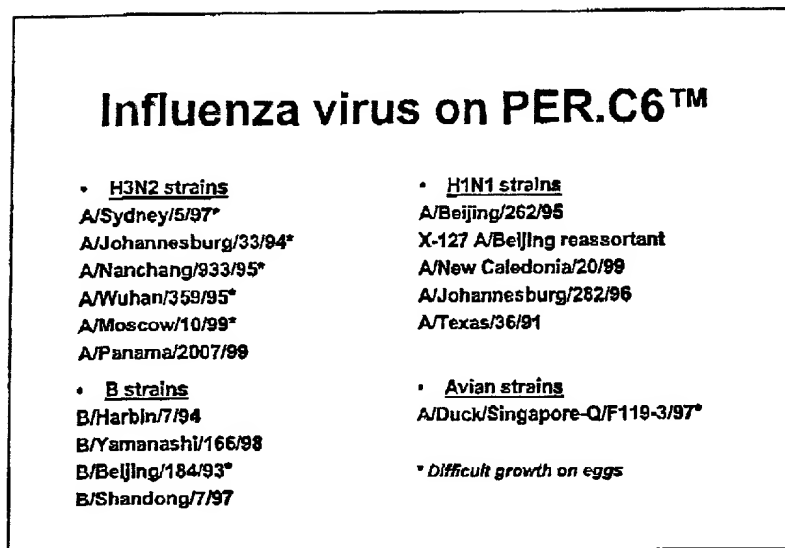 Influenza virus on PER.C6™
• H3N2 strains
A/Sydney/5/97*
A/Johannesburg/33/94*
A/Nanchang/933/95*
A/Wuhan/359/95*
A/Moscow/10/99*
A/Panama/2007/99
• B strains
B/Harbin/7/94
B/Yamanashi/166/98
B/Beijing/184/93*
B/Shandong/7/97
• H1N1 strains
A/Beijing/262/95
X-127 A/Beijing reassortant
A/New Caledonia/20/99
A/Johannesburg/282/96
A/Texas/36/91
• Avian strains
A/Duck/Singapore-Q/F119-3/97*
* Difficult growth on eggs